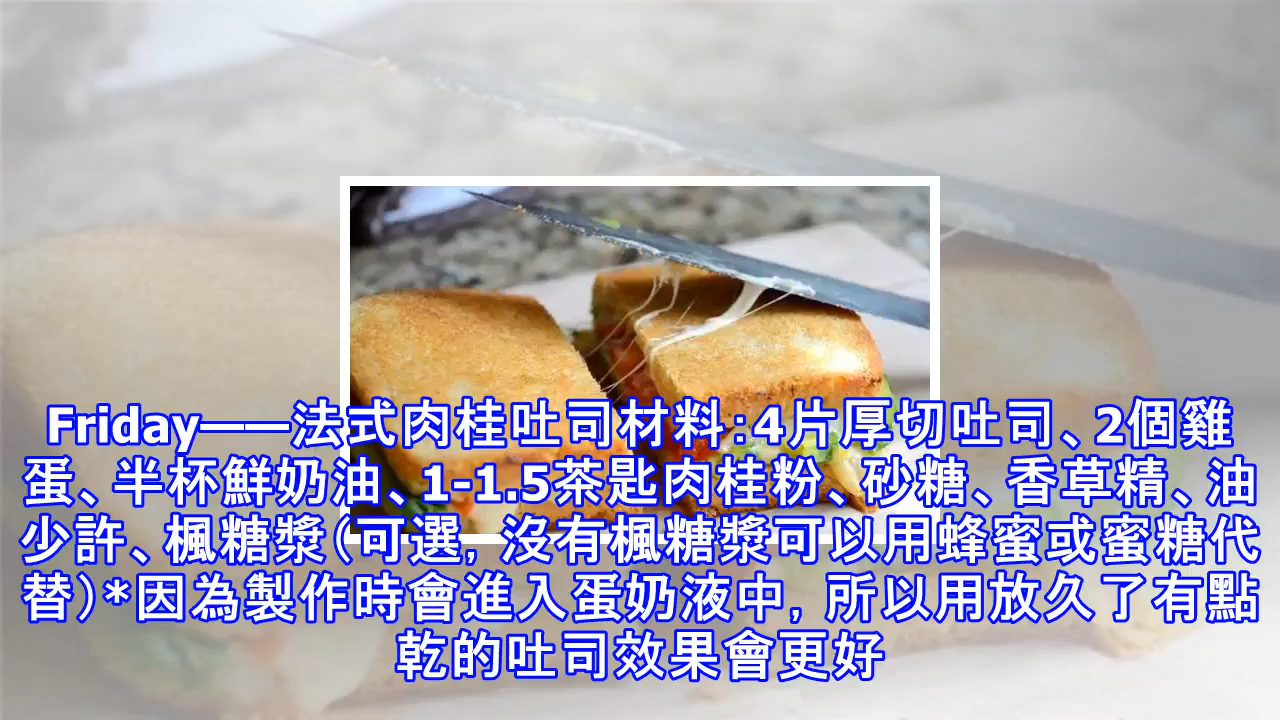 Friday——法式肉桂吐司材料：4片厚切吐司、2個雞
蛋、半杯鮮奶油、1-1.5茶匙肉桂粉、砂糖、香草精、油
少許、楓糖漿（可選，沒有楓糖漿可以用蜂蜜或蜜糖代
替）*因為製作時會進入蛋奶液中，所以用放久了有點
乾的吐司效果會更好